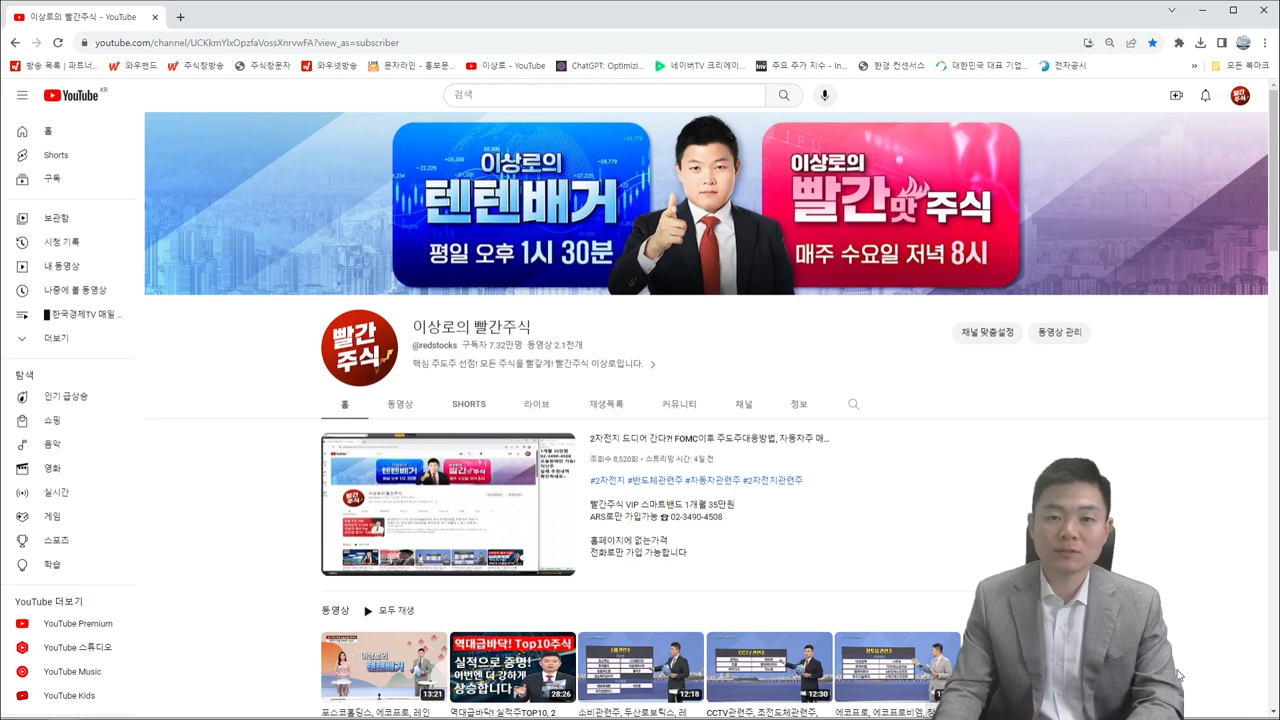 이상로의 빨간주식 - YouTube
youtube.com/channel/UCKkmYlxOpzfaVossXnrvwFA?view_as=subscriber
방송 목록 | 파트너...
와우밴드
주식창방송
주식창문자
와우넷방송
문자라인 - 홍보문...
이상로 - YouTube
ChatGPT: Optimizi...
네이버TV 크리에이...
주요 주가 지수 - In...
한경 컨센서스
대한민국 대표 기업...
전자공시
»
모든 북마크
YouTube KR
검색
홈
Shorts
구독
보관함
시청 기록
내 동영상
나중에 볼 동영상
한국경제TV 매일 ...
더보기
탐색
인기 급상승
쇼핑
음악
영화
실시간
게임
스포츠
학습
YouTube 더보기
YouTube Premium
YouTube 스튜디오
YouTube Music
YouTube Kids
이상로의
텐텐배거
평일 오후 1시 30분
이상로의
빨간맛 주식
매주 수요일 저녁 8시
빨간
주식
이상로의 빨간주식
@redstocks 구독자 7.32만명 동영상 2.1천개
핵심 주도주 선점! 모든 주식을 빨갛게! 빨간주식 이상로입니다.
채널 맞춤설정
동영상 관리
홈
동영상
SHORTS
라이브
재생목록
커뮤니티
채널
정보
2차전지 드디어 간다?! FOMC이후 주도주대응방법, 자동차주 매...
조회수 8,520회 • 스트리밍 시간: 4일 전
#2차전지 #반도체관련주 #자동차관련주 #2차전지관련주
빨간주식 VIP 스마트밴드 1개월 35만원
ARS로만 가입가능 ☎ 02-3490-4508
홈페이지에 없는가격
전화로만 가입 가능합니다
동영상
모두 재생
이상로의
텐텐배거
13:21
역대급바닥! Top10주식
실적으로 증명!
이번엔 더 강하게
상승합니다!
28:26
소비 관련주
12:18
CCTV 관련주
12:30
포스코홀딩스, 에코프로, 레인
역대급바닥! 실적주TOP10, 2
소비관련주, 두산로보틱스, 레
CCTV관련주, 초전도체관련주,